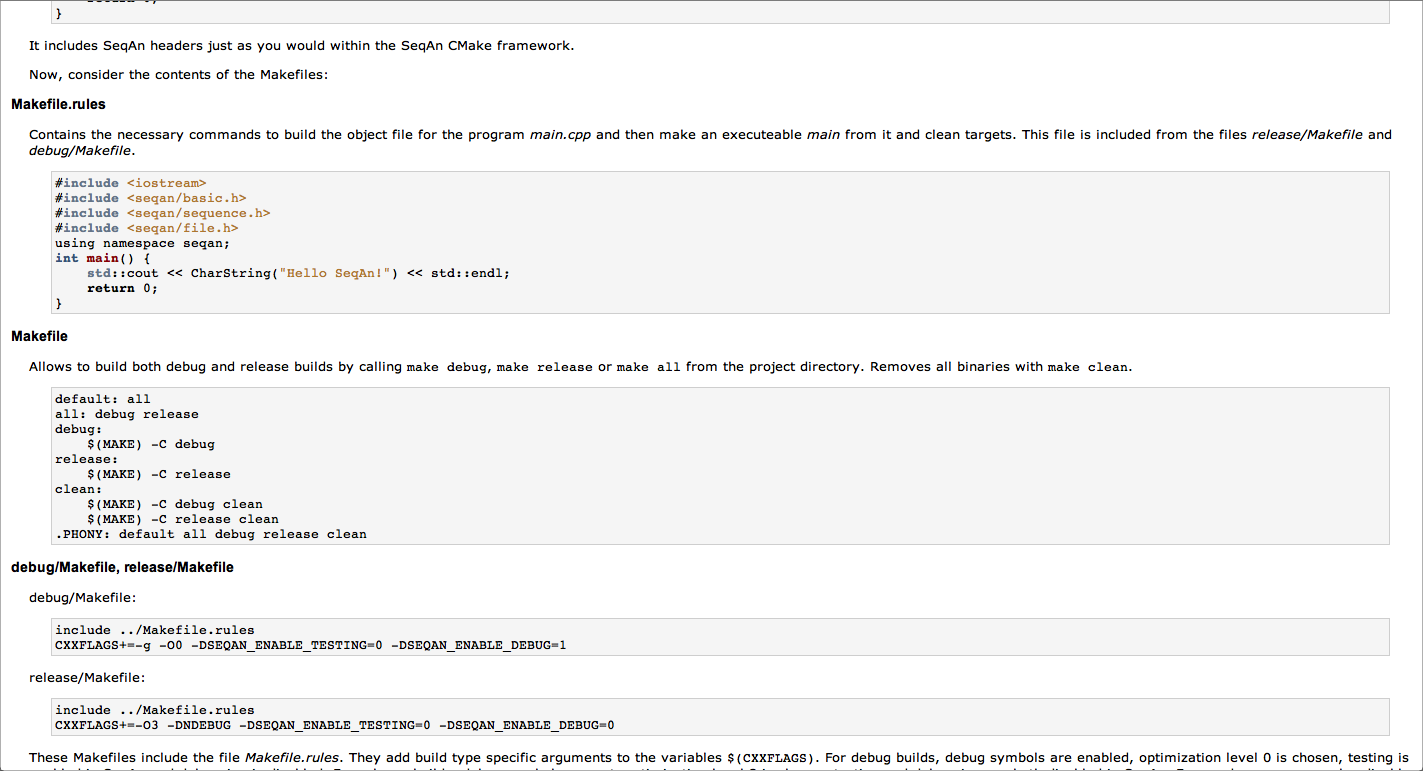 }
It includes SeqAn headers just as you would within the SeqAn CMake framework.
Now, consider the contents of the Makefiles:
Makefile.rules
Contains the necessary commands to build the object file for the program main.cpp and then make an executeable main from it and clean targets. This file is included from the files release/Makefile and
debug/Makefile.
#include <iostream>
#include <seqan/basic.h>
#include <seqan/sequence.h>
#include <seqan/file.h>
using namespace seqan;
int main() {
    std::cout << CharString("Hello SeqAn!") << std::endl;
    return 0;
}
Makefile
Allows to build both debug and release builds by calling make debug, make release or make all from the project directory. Removes all binaries with make clean.
default: all
all: debug release
debug:
    $(MAKE) -C debug
release:
    $(MAKE) -C release
clean:
    $(MAKE) -C debug clean
    $(MAKE) -C release clean
.PHONY: default all debug release clean
debug/Makefile, release/Makefile
debug/Makefile:
include ../Makefile.rules
CXXFLAGS+=-g -O0 -DSEQAN_ENABLE_TESTING=0 -DSEQAN_ENABLE_DEBUG=1
release/Makefile:
include ../Makefile.rules
CXXFLAGS+=-O3 -DNDEBUG -DSEQAN_ENABLE_TESTING=0 -DSEQAN_ENABLE_DEBUG=0
These Makefiles include the file Makefile.rules. They add build type specific arguments to the variables $(CXXFLAGS). For debug builds, debug symbols are enabled, optimization level 0 is chosen, testing is